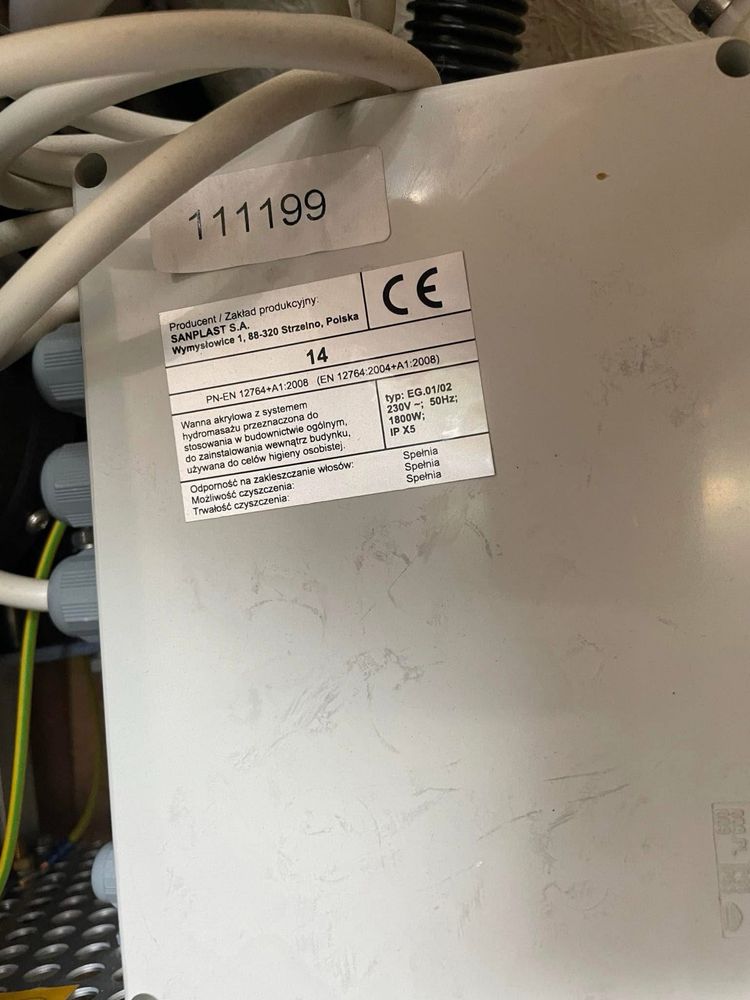 111199
Producent / Zakład produkcyjny:
SANPLAST S.A.
Wymysłowice 1, 88-320 Strzelno, Polska
CE
14
PN-EN 12764+A1:2008 (EN 12764:2004+A1:2008)
Wanna akrylowa z systemem
hydromasażu przeznaczona do
stosowania w budownictwie ogólnym,
do zainstalowania wewnątrz budynku,
używana do celów higieny osobistej.
typ: EG.01/02
230V ~; 50Hz;
1800W;
IP X5
Odporność na zakleszczanie włosów: Spełnia
Możliwość czyszczenia: Spełnia
Trwałość czyszczenia: Spełnia